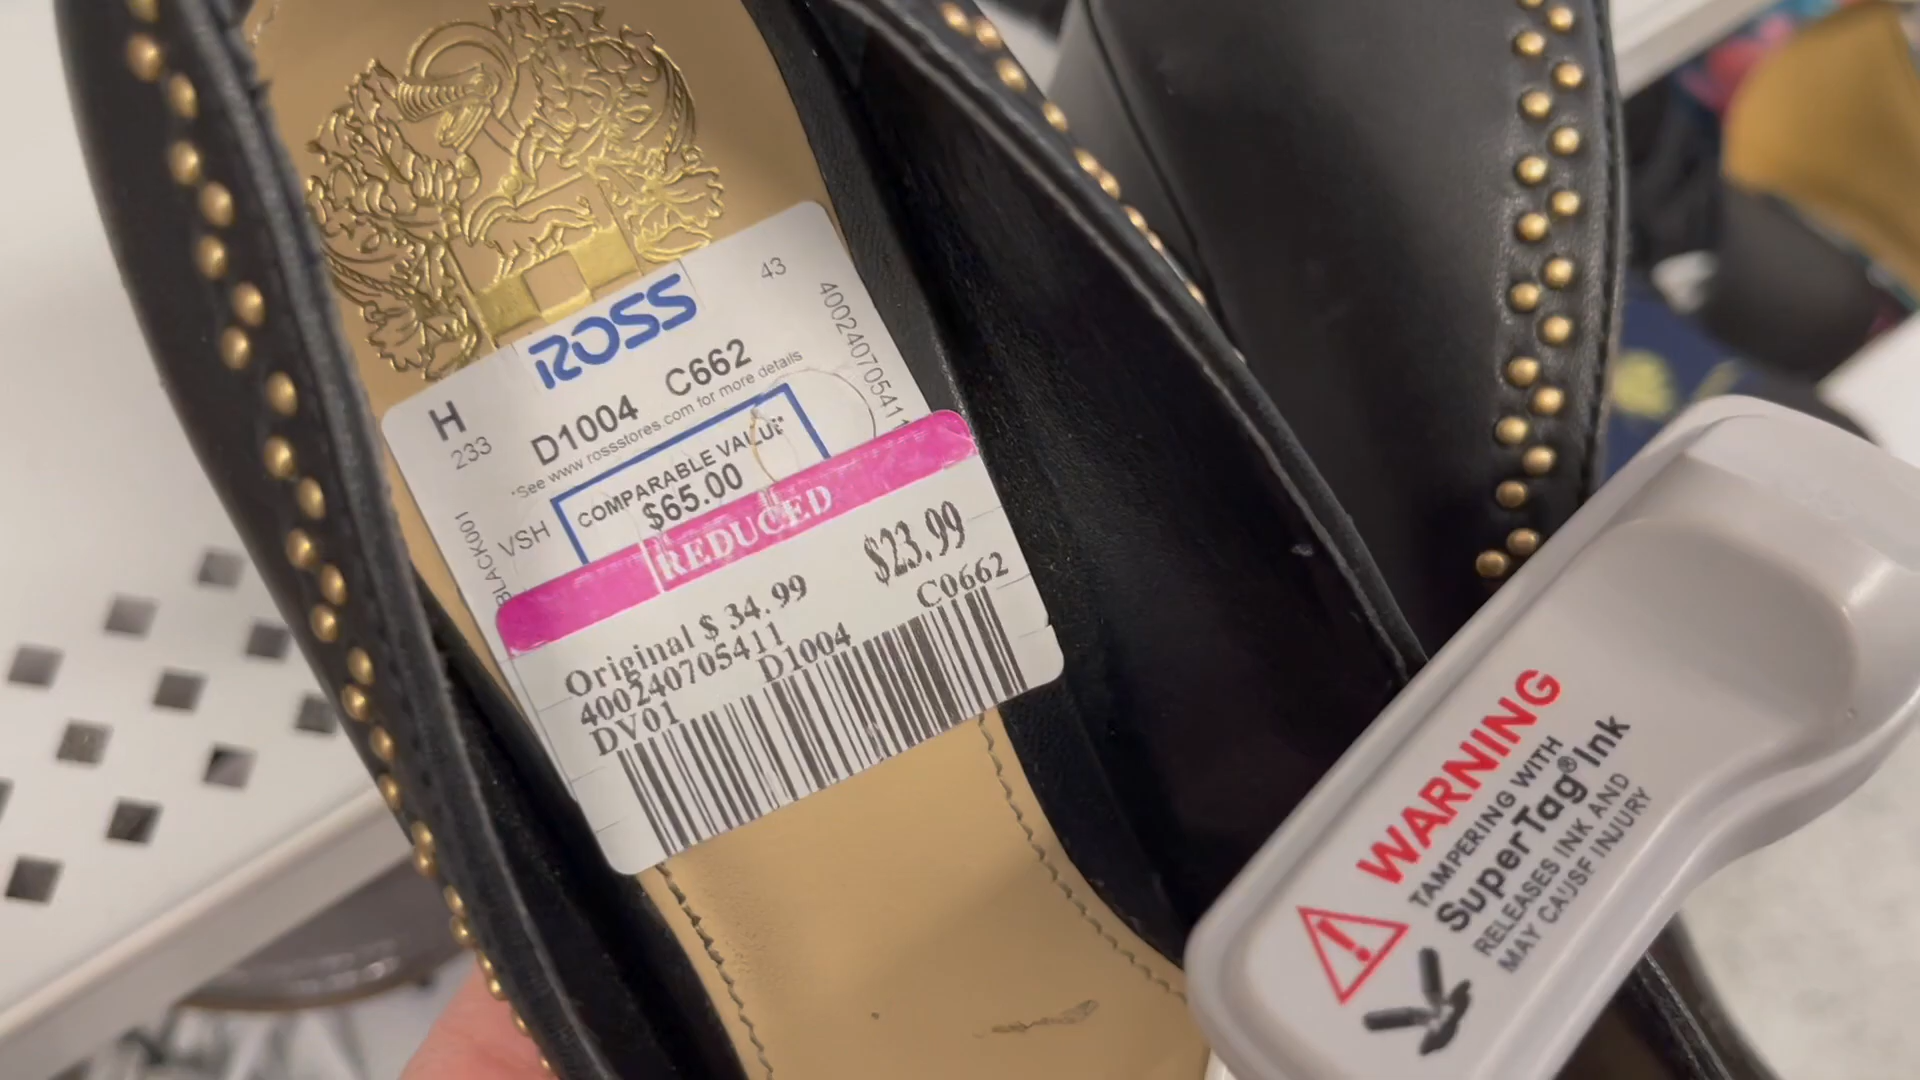 ROSS
43
400240705411
H
233
D1004 C662
*See www rossstores.com for more details
COMPARABLE VALUE*
$65.00
VSH
BLACK001
REDUCED
$23.99
Original $ 34.99
400240705411
C0662
DV01
D1004
WARNING
TAMPERING WITH
SuperTag® Ink
RELEASES INK AND
MAY CAUSE INJURY